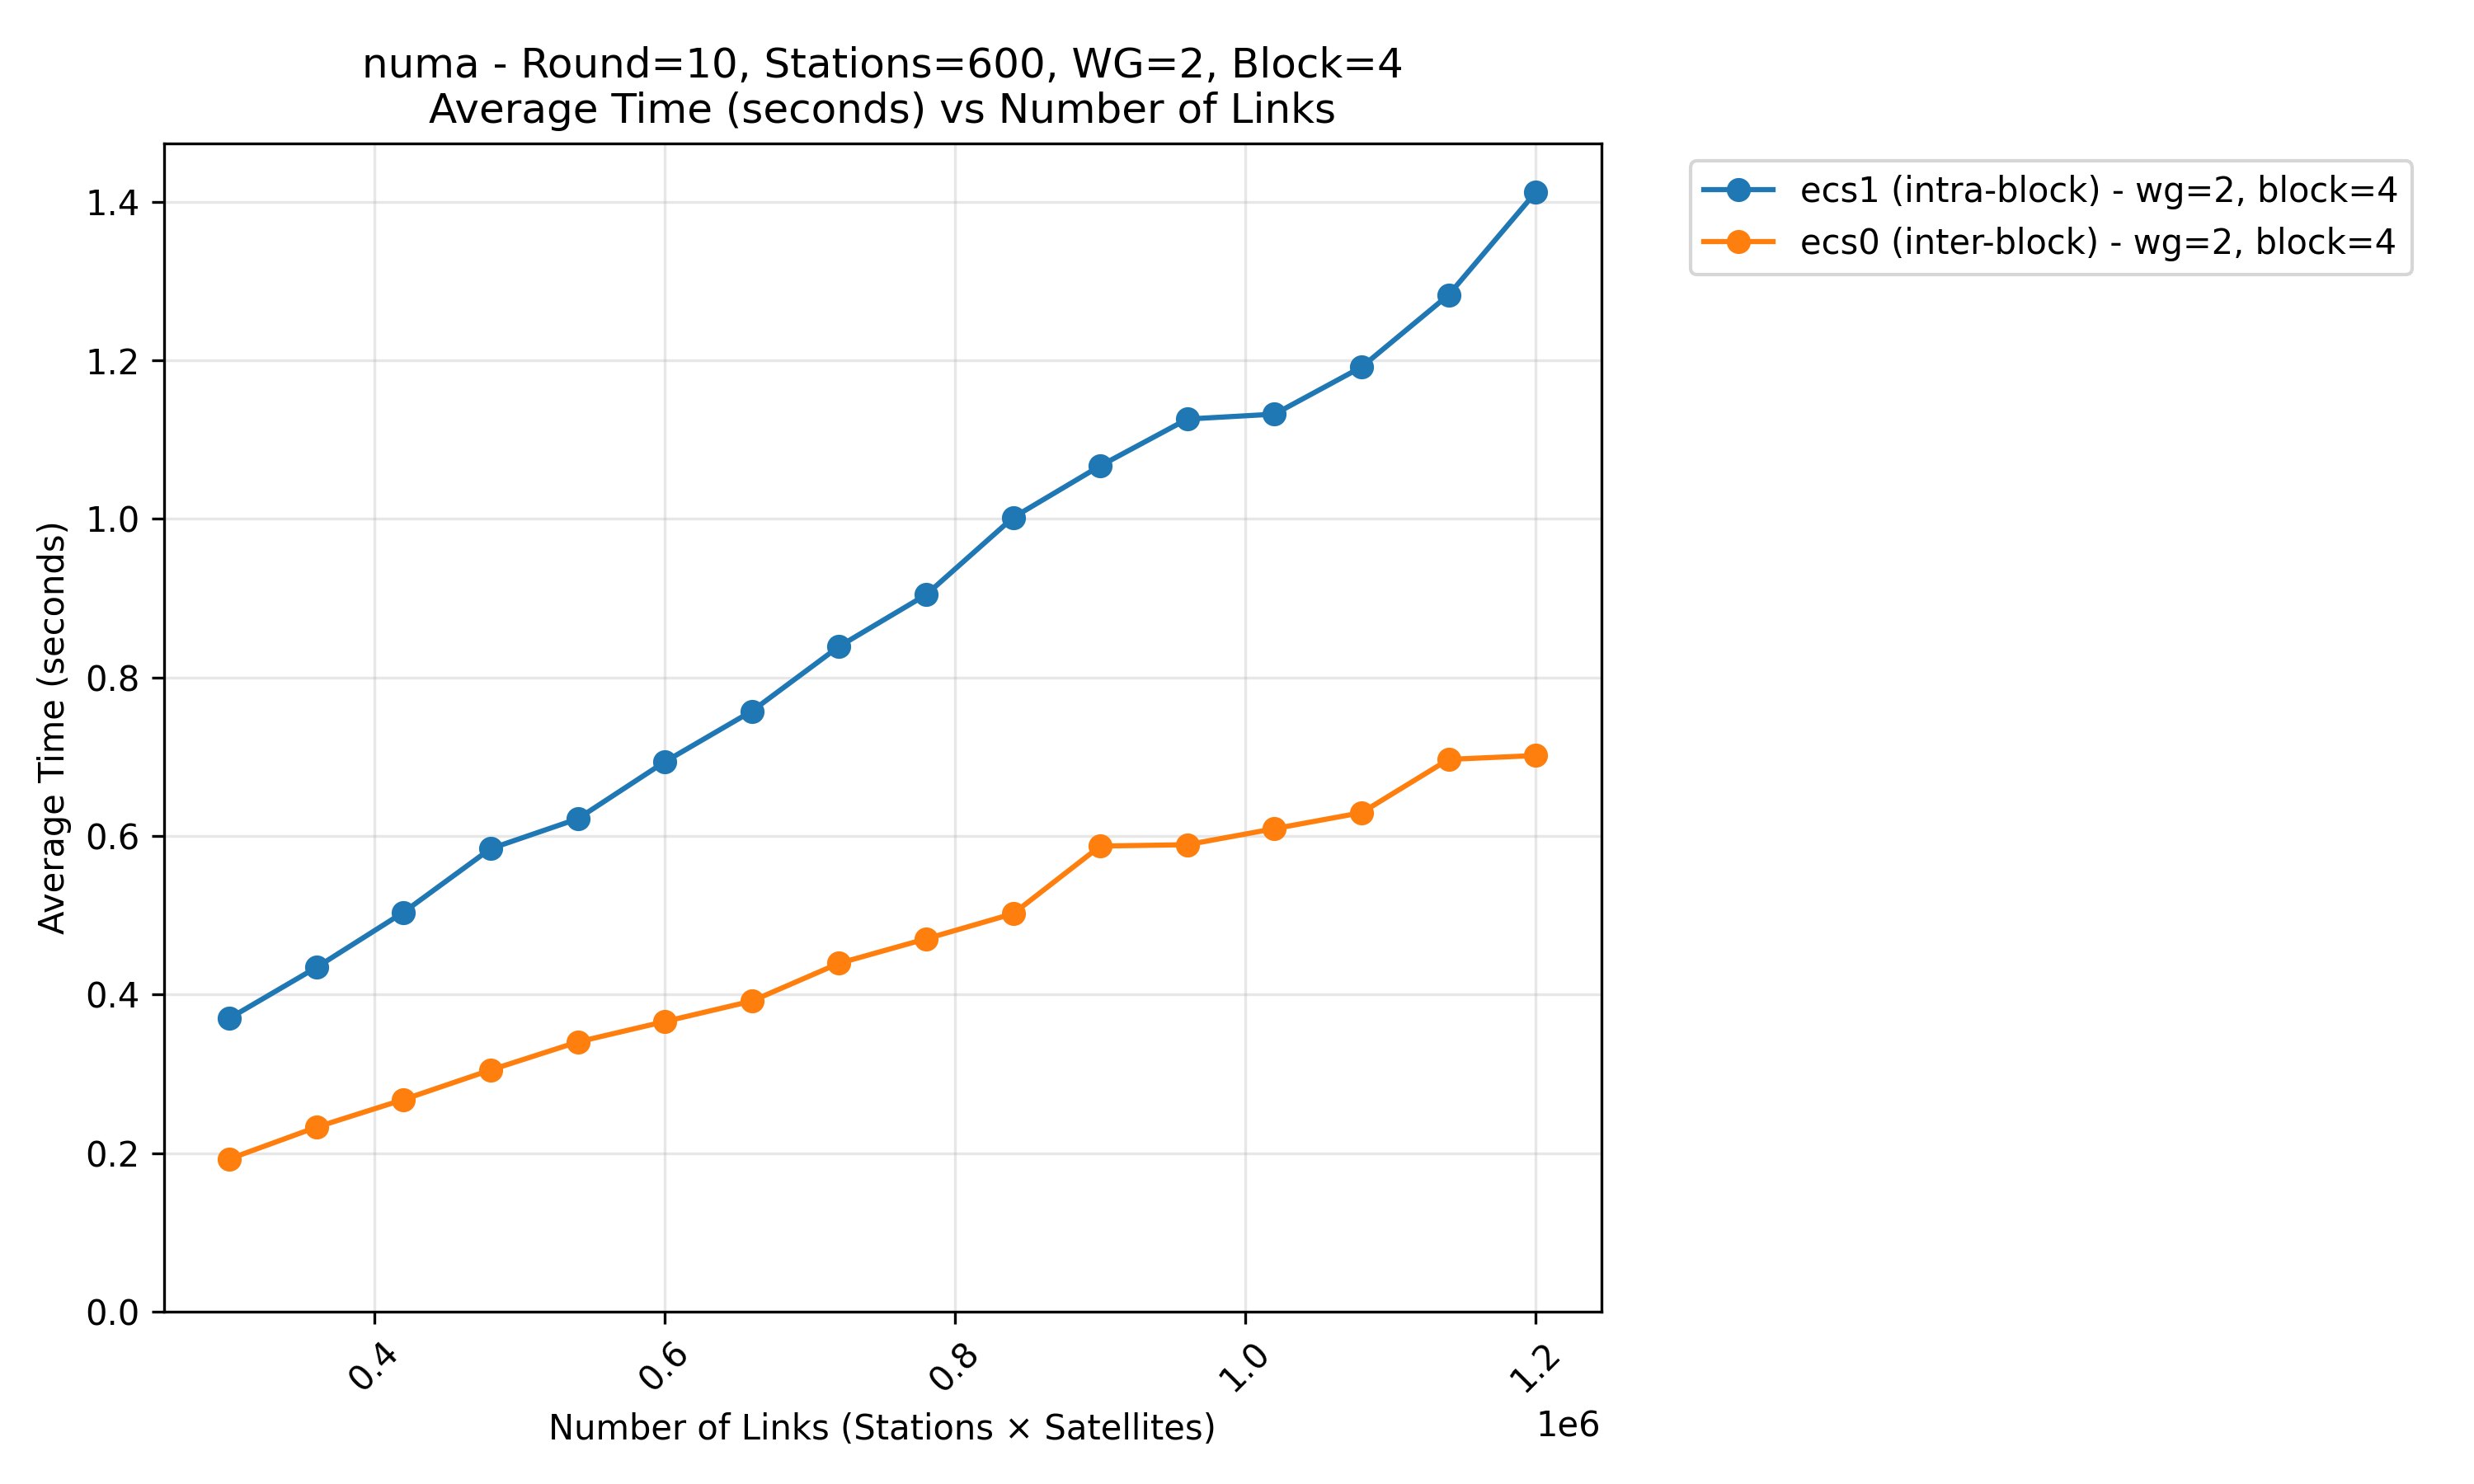 numa - Round=10, Stations=600, WG=2, Block=4
Average Time (seconds) vs Number of Links
ecs1 (intra-block) - wg=2, block=4
ecs0 (inter-block) - wg=2, block=4
Average Time (seconds)
1.4
1.2
1.0
0.8
0.6
0.4
0.2
0.0
0.4
0.6
0.8
1.0
1.2
1e6
Number of Links (Stations × Satellites)